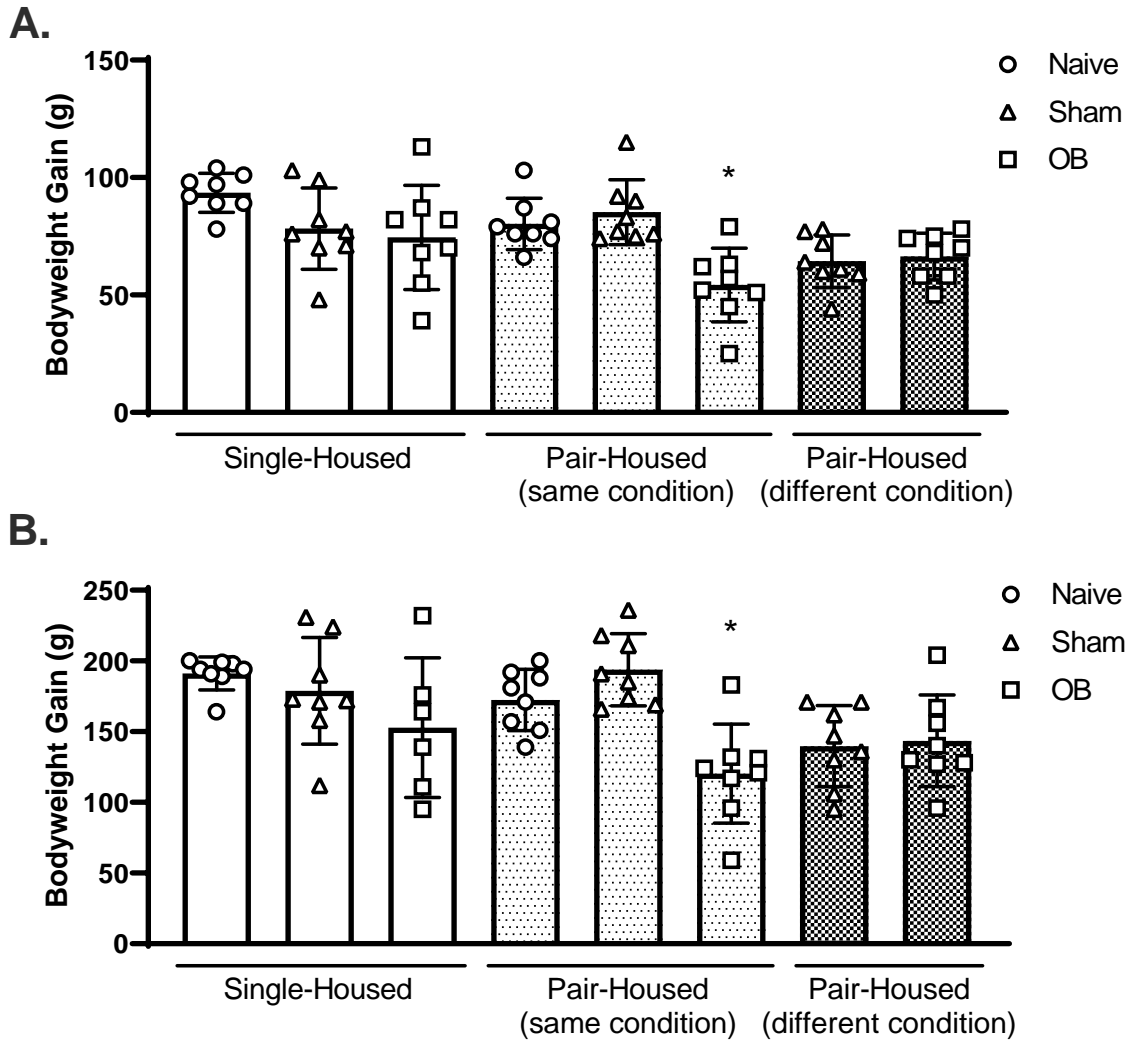 A.
150
100
50
0
Bodyweight Gain (g)
Naive
Sham
OB
*
Single-Housed
Pair-Housed
(same condition)
Pair-Housed
(different condition)
B.
250
200
150
100
50
0
Bodyweight Gain (g)
Naive
Sham
OB
*
Single-Housed
Pair-Housed
(same condition)
Pair-Housed
(different condition)